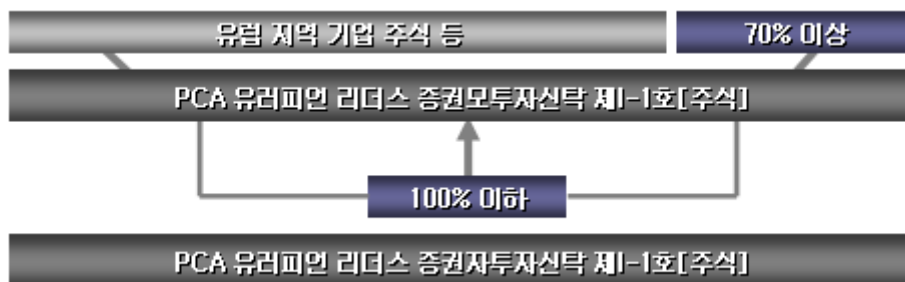 유럽 지역 기업 주식 등
70% 이상
PCA 유러피언 리더스 증권모투자신탁 제I-1호[주식]
100% 이하
PCA 유러피언 리더스 증권자투자신탁 제I-1호[주식]